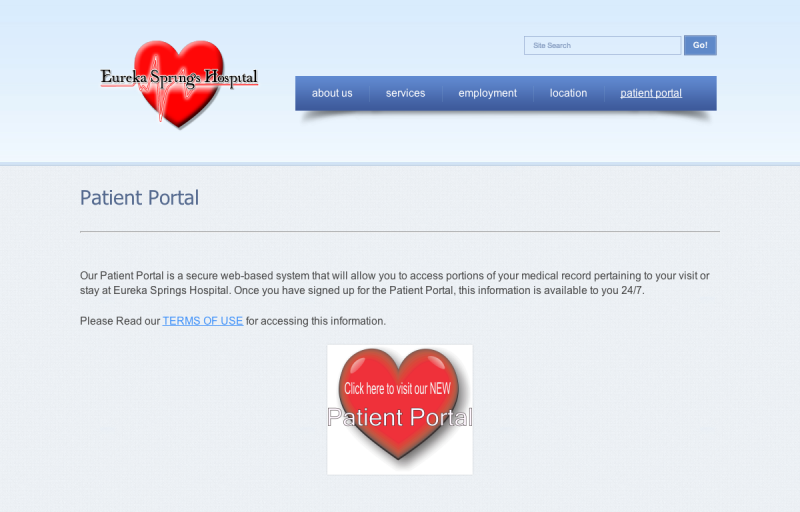 Site Search
Go!
Eureka Springs Hospital
about us
services
employment
location
patient portal
Patient Portal
Our Patient Portal is a secure web-based system that will allow you to access portions of your medical record pertaining to your visit or
stay at Eureka Springs Hospital. Once you have signed up for the Patient Portal, this information is available to you 24/7.
Please Read our TERMS OF USE for accessing this information.
Click here to visit our NEW
Patient Portal